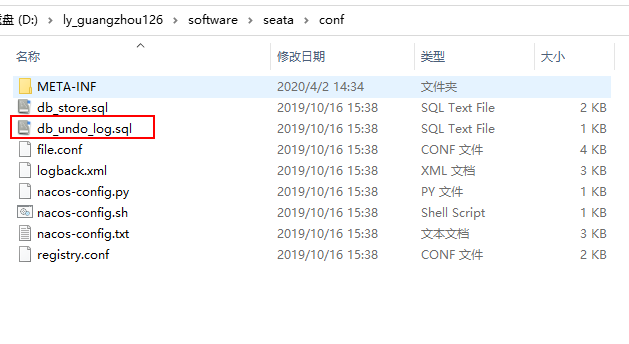 盘 (D:) › ly_guangzhou126 › software › seata › conf
名称 修改日期 类型 大小
META-INF 2020/4/2 14:34 文件夹
db_store.sql 2019/10/16 15:38 SQL Text File 2 KB
db_undo_log.sql 2019/10/16 15:38 SQL Text File 1 KB
file.conf 2019/10/16 15:38 CONF 文件 4 KB
logback.xml 2019/10/16 15:38 XML 文档 3 KB
nacos-config.py 2019/10/16 15:38 PY 文件 1 KB
nacos-config.sh 2019/10/16 15:38 Shell Script 1 KB
nacos-config.txt 2019/10/16 15:38 文本文档 3 KB
registry.conf 2019/10/16 15:38 CONF 文件 2 KB